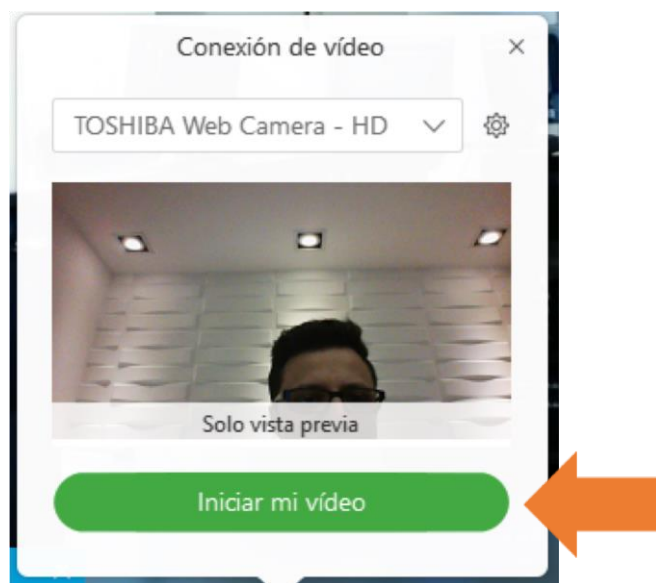 Conexión de vídeo
TOSHIBA Web Camera - HD
Solo vista previa
Iniciar mi vídeo